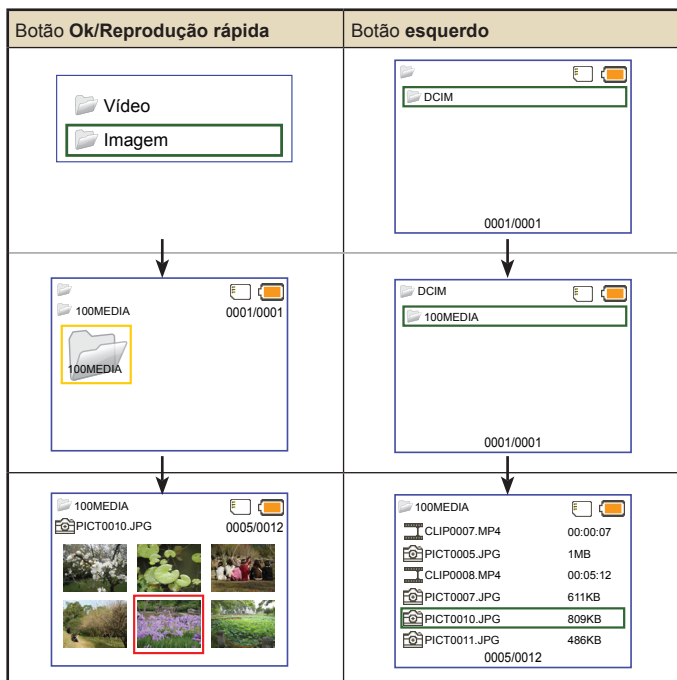 Botão Ok/Reprodução rápida
Botão esquerdo
Vídeo
Imagem
DCIM
0001/0001
100MEDIA
0001/0001
100MEDIA
DCIM
100MEDIA
0001/0001
100MEDIA
PICT0010.JPG
0005/0012
100MEDIA
CLIP0007.MP4 00:00:07
PICT0005.JPG 1MB
CLIP0008.MP4 00:05:12
PICT0007.JPG 611KB
PICT0010.JPG 809KB
PICT0011.JPG 486KB
0005/0012